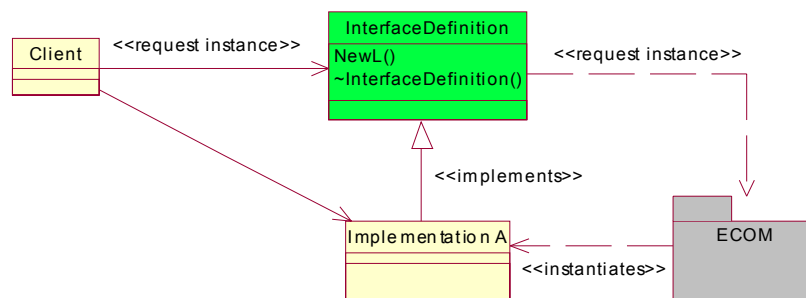 InterfaceDefinition
Client
<<request instance>>
<<request instance>>
NewL()
~InterfaceDefinition()
<<implements>>
Implementation A
ECOM
<<instantiates>>